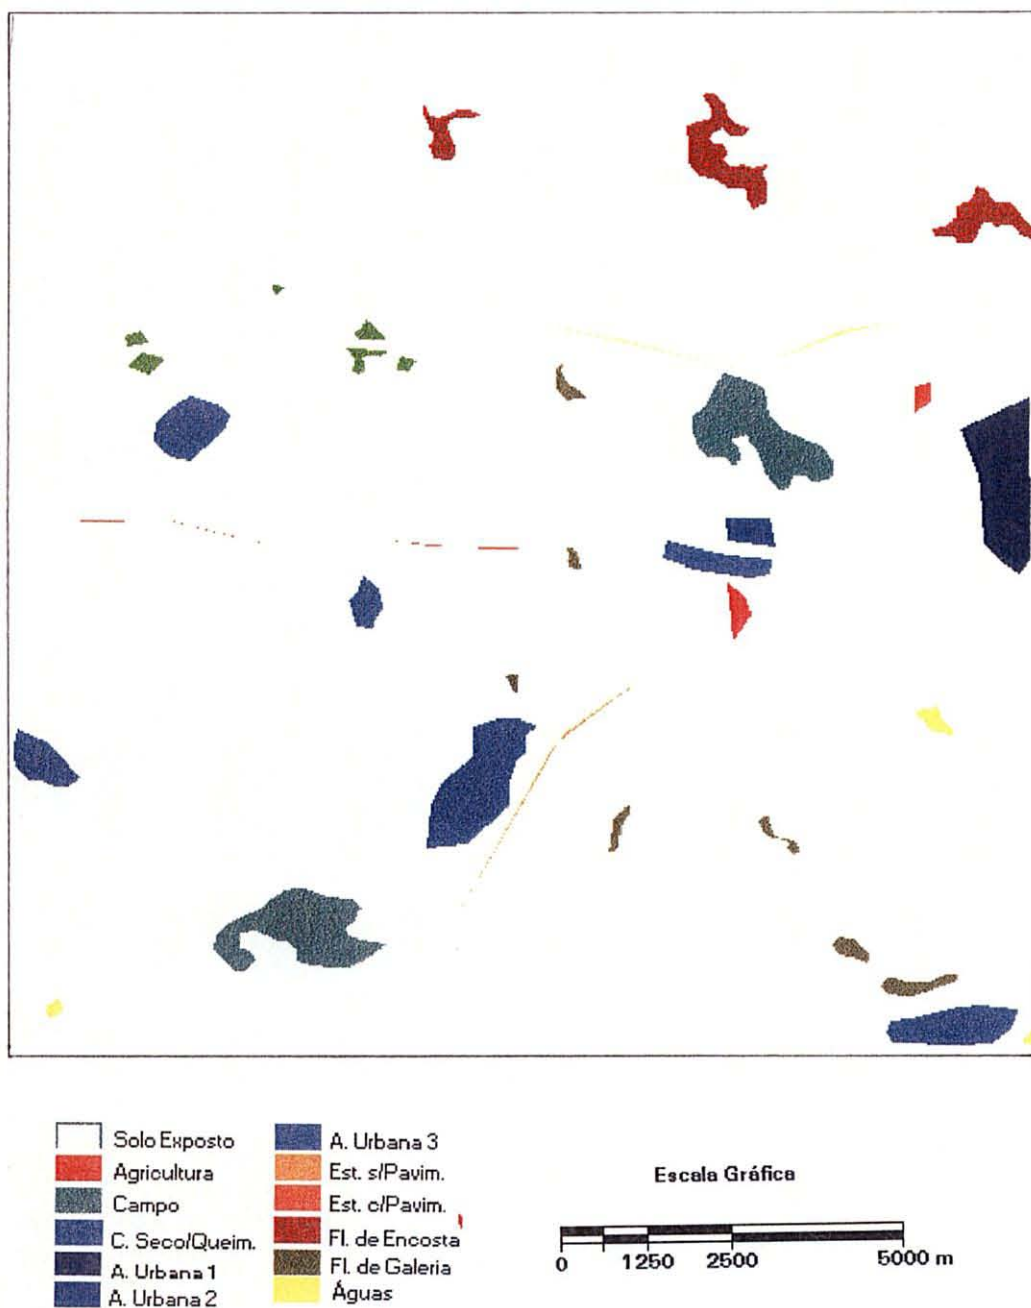 Solo Exposto
Agricultura
Campo
C. Seco/Queim.
A. Urbana 1
A. Urbana 2
A. Urbana 3
Est. s/Pavim.
Est. c/Pavim.
Fl. de Encosta
Fl. de Galeria
Águas
Escala Gráfica
0 1250 2500 5000 m